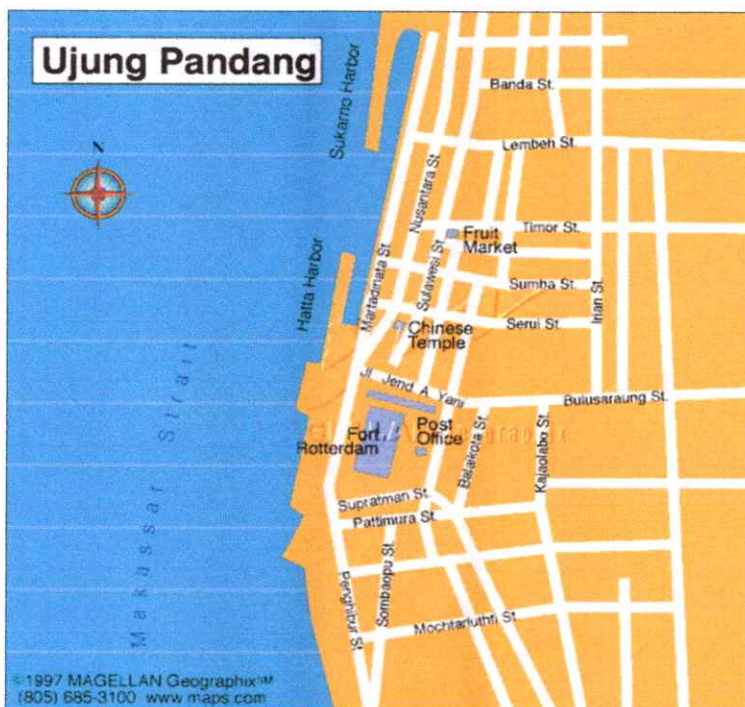 Ujung Pandang
Sukarno Harbor
Banda St.
Lembeh St.
Nusantara St.
Timor St.
Fruit
Market
Hatta Harbor
Martadinata St.
Sulawesi St.
Sumba St.
Irian St.
Chinese
Temple
Serui St.
Jl. Jend. A. Yani
Bulusaraung St.
Makassar Strait
Fort
Rotterdam
Post
Office
Balaikota St.
Kajaolabo St.
Supratman St.
Pattimura St.
Penghibur St.
Sombaopu St.
Mochtarluthfi St.
©1997 MAGELLAN Geographix℠
(805) 685-3100 www.maps.com